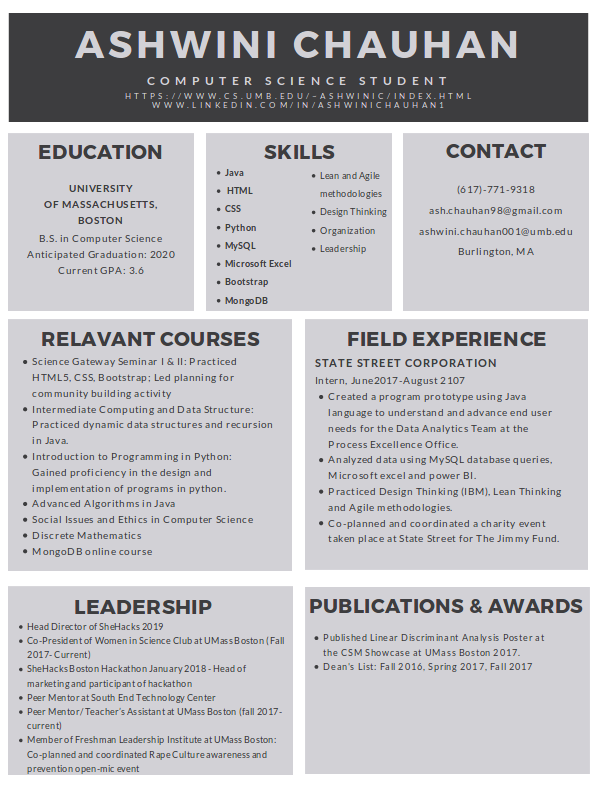 ASHWINI CHAUHAN
COMPUTER SCIENCE STUDENT
HTTPS://WWW.CS.UMB.EDU/~ASHWINIC/INDEX.HTML
WWW.LINKEDIN.COM/IN/ASHWINICHAUHAN1
EDUCATION
UNIVERSITY
OF MASSACHUSETTS,
BOSTON
B.S. in Computer Science
Anticipated Graduation: 2020
Current GPA: 3.6
SKILLS
• Java
• HTML
• CSS
• Python
• MySQL
• Microsoft Excel
• Bootstrap
• MongoDB
• Lean and Agile
methodologies
• Design Thinking
• Organization
• Leadership
CONTACT
(617)-771-9318
ash.chauhan98@gmail.com
ashwini.chauhan001@umb.edu
Burlington, MA
RELAVANT COURSES
• Science Gateway Seminar I & II: Practiced
HTML5, CSS, Bootstrap; Led planning for
community building activity
• Intermediate Computing and Data Structure:
Practiced dynamic data structures and recursion
in Java.
• Introduction to Programming in Python:
Gained proficiency in the design and
implementation of programs in python.
• Advanced Algorithms in Java
• Social Issues and Ethics in Computer Science
• Discrete Mathematics
• MongoDB online course
FIELD EXPERIENCE
STATE STREET CORPORATION
Intern, June2017-August 2107
• Created a program prototype using Java
language to understand and advance end user
needs for the Data Analytics Team at the
Process Excellence Office.
• Analyzed data using MySQL database queries,
Microsoft excel and power BI.
• Practiced Design Thinking (IBM), Lean Thinking
and Agile methodologies.
• Co-planned and coordinated a charity event
taken place at State Street for The Jimmy Fund.
LEADERSHIP
• Head Director of SheHacks 2019
• Co-President of Women in Science Club at UMass Boston (Fall
2017- Current)
• SheHacks Boston Hackathon January 2018 - Head of
marketing and participant of hackathon
• Peer Mentor at South End Technology Center
• Peer Mentor/ Teacher's Assistant at UMass Boston (fall 2017-
current)
• Member of Freshman Leadership Institute at UMass Boston:
Co-planned and coordinated Rape Culture awareness and
prevention open-mic event
PUBLICATIONS & AWARDS
• Published Linear Discriminant Analysis Poster at
the CSM Showcase at UMass Boston 2017.
• Dean's List: Fall 2016, Spring 2017, Fall 2017